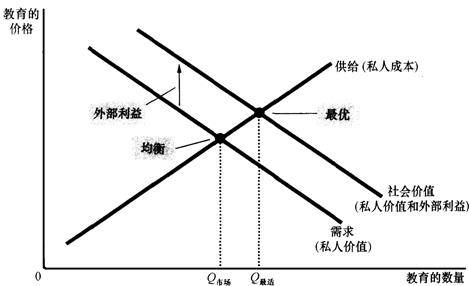 教育的
价格
供给(私人成本)
外部利益
最优
均衡
社会价值
(私人价值和外部利益)
需求
(私人价值)
0
Q市场
Q最适
教育的数量